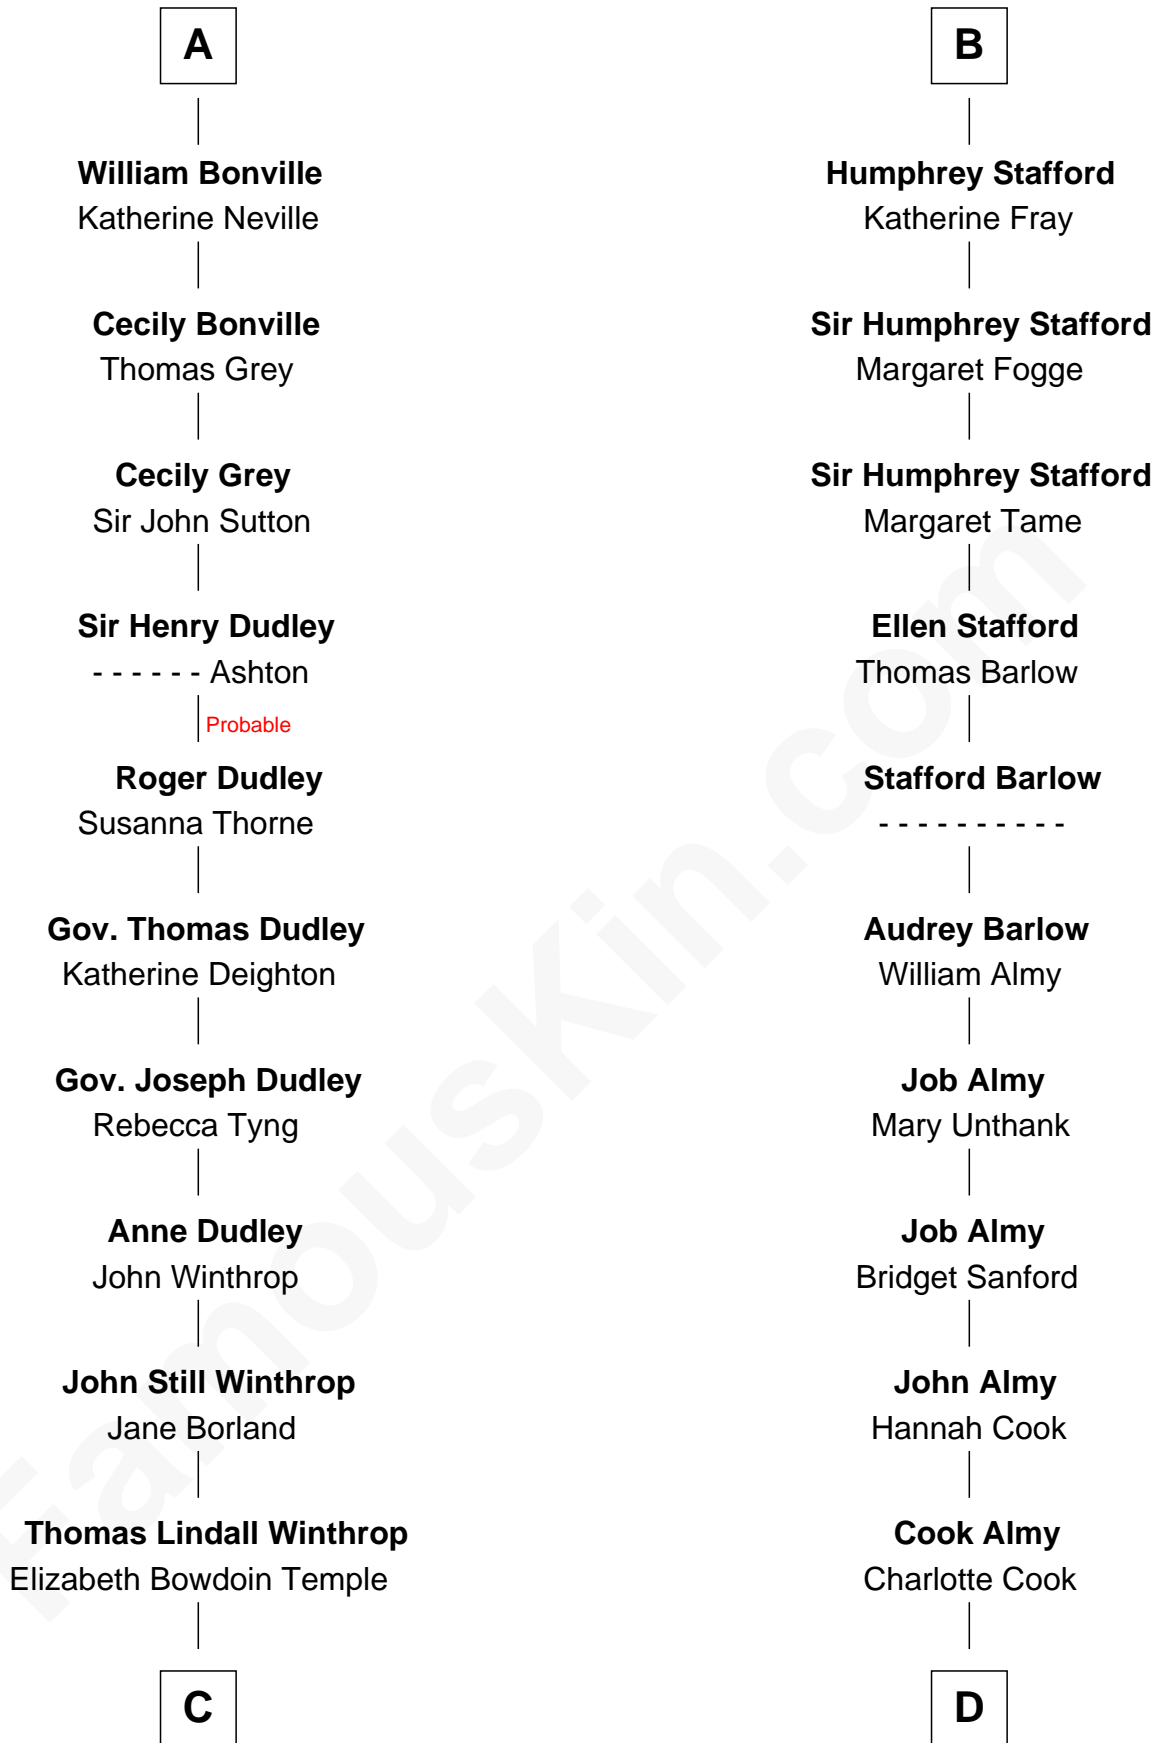 A
William Bonville
Katherine Neville
Cecily Bonville
Thomas Grey
Cecily Grey
Sir John Sutton
Sir Henry Dudley
- - - - - - Ashton
Probable
Roger Dudley
Susanna Thorne
Gov. Thomas Dudley
Katherine Deighton
Gov. Joseph Dudley
Rebecca Tyng
Anne Dudley
John Winthrop
John Still Winthrop
Jane Borland
Thomas Lindall Winthrop
Elizabeth Bowdoin Temple
C
B
Humphrey Stafford
Katherine Fray
Sir Humphrey Stafford
Margaret Fogge
Sir Humphrey Stafford
Margaret Tame
Ellen Stafford
Thomas Barlow
Stafford Barlow
- - - - - - - - - -
Audrey Barlow
William Almy
Job Almy
Mary Unthank
Job Almy
Bridget Sanford
John Almy
Hannah Cook
Cook Almy
Charlotte Cook
D
FamousKin.com